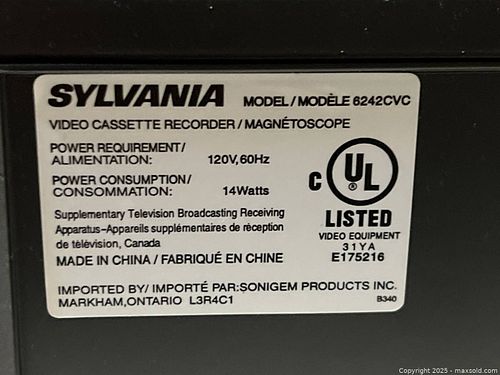 SYLVANIA MODEL/MODÈLE 6242CVC
VIDEO CASSETTE RECORDER/MAGNÉTOSCOPE
POWER REQUIREMENT/
ALIMENTATION: 120V,60Hz
POWER CONSUMPTION/
CONSOMMATION: 14Watts
C UL ®
LISTED
VIDEO EQUIPMENT
31YA
E175216
Supplementary Television Broadcasting Receiving
Apparatus-Appareils supplémentaires de réception
de télévision, Canada
MADE IN CHINA / FABRIQUÉ EN CHINE
IMPORTED BY/ IMPORTÉ PAR:SONIGEM PRODUCTS INC.
MARKHAM,ONTARIO L3R4C1
B340
Copyright 2025 - maxsold.com